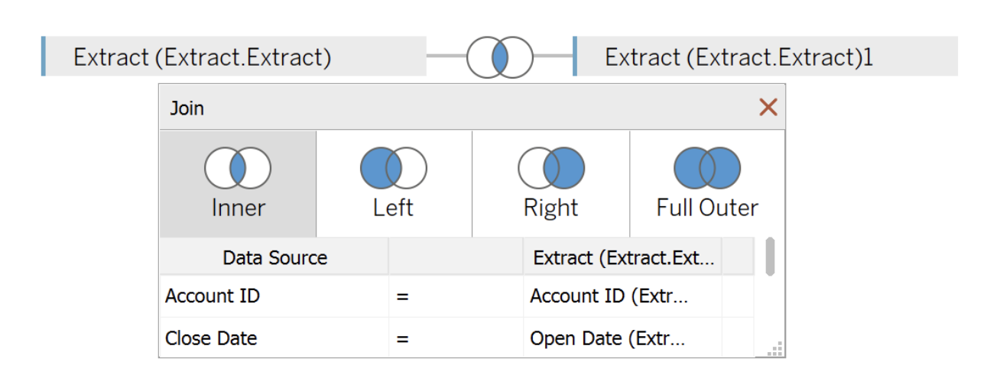 Extract (Extract.Extract) Extract (Extract.Extract)1
Join
Inner Left Right Full Outer
Data Source Extract (Extract.Ext...
Account ID = Account ID (Extr...
Close Date = Open Date (Extr...